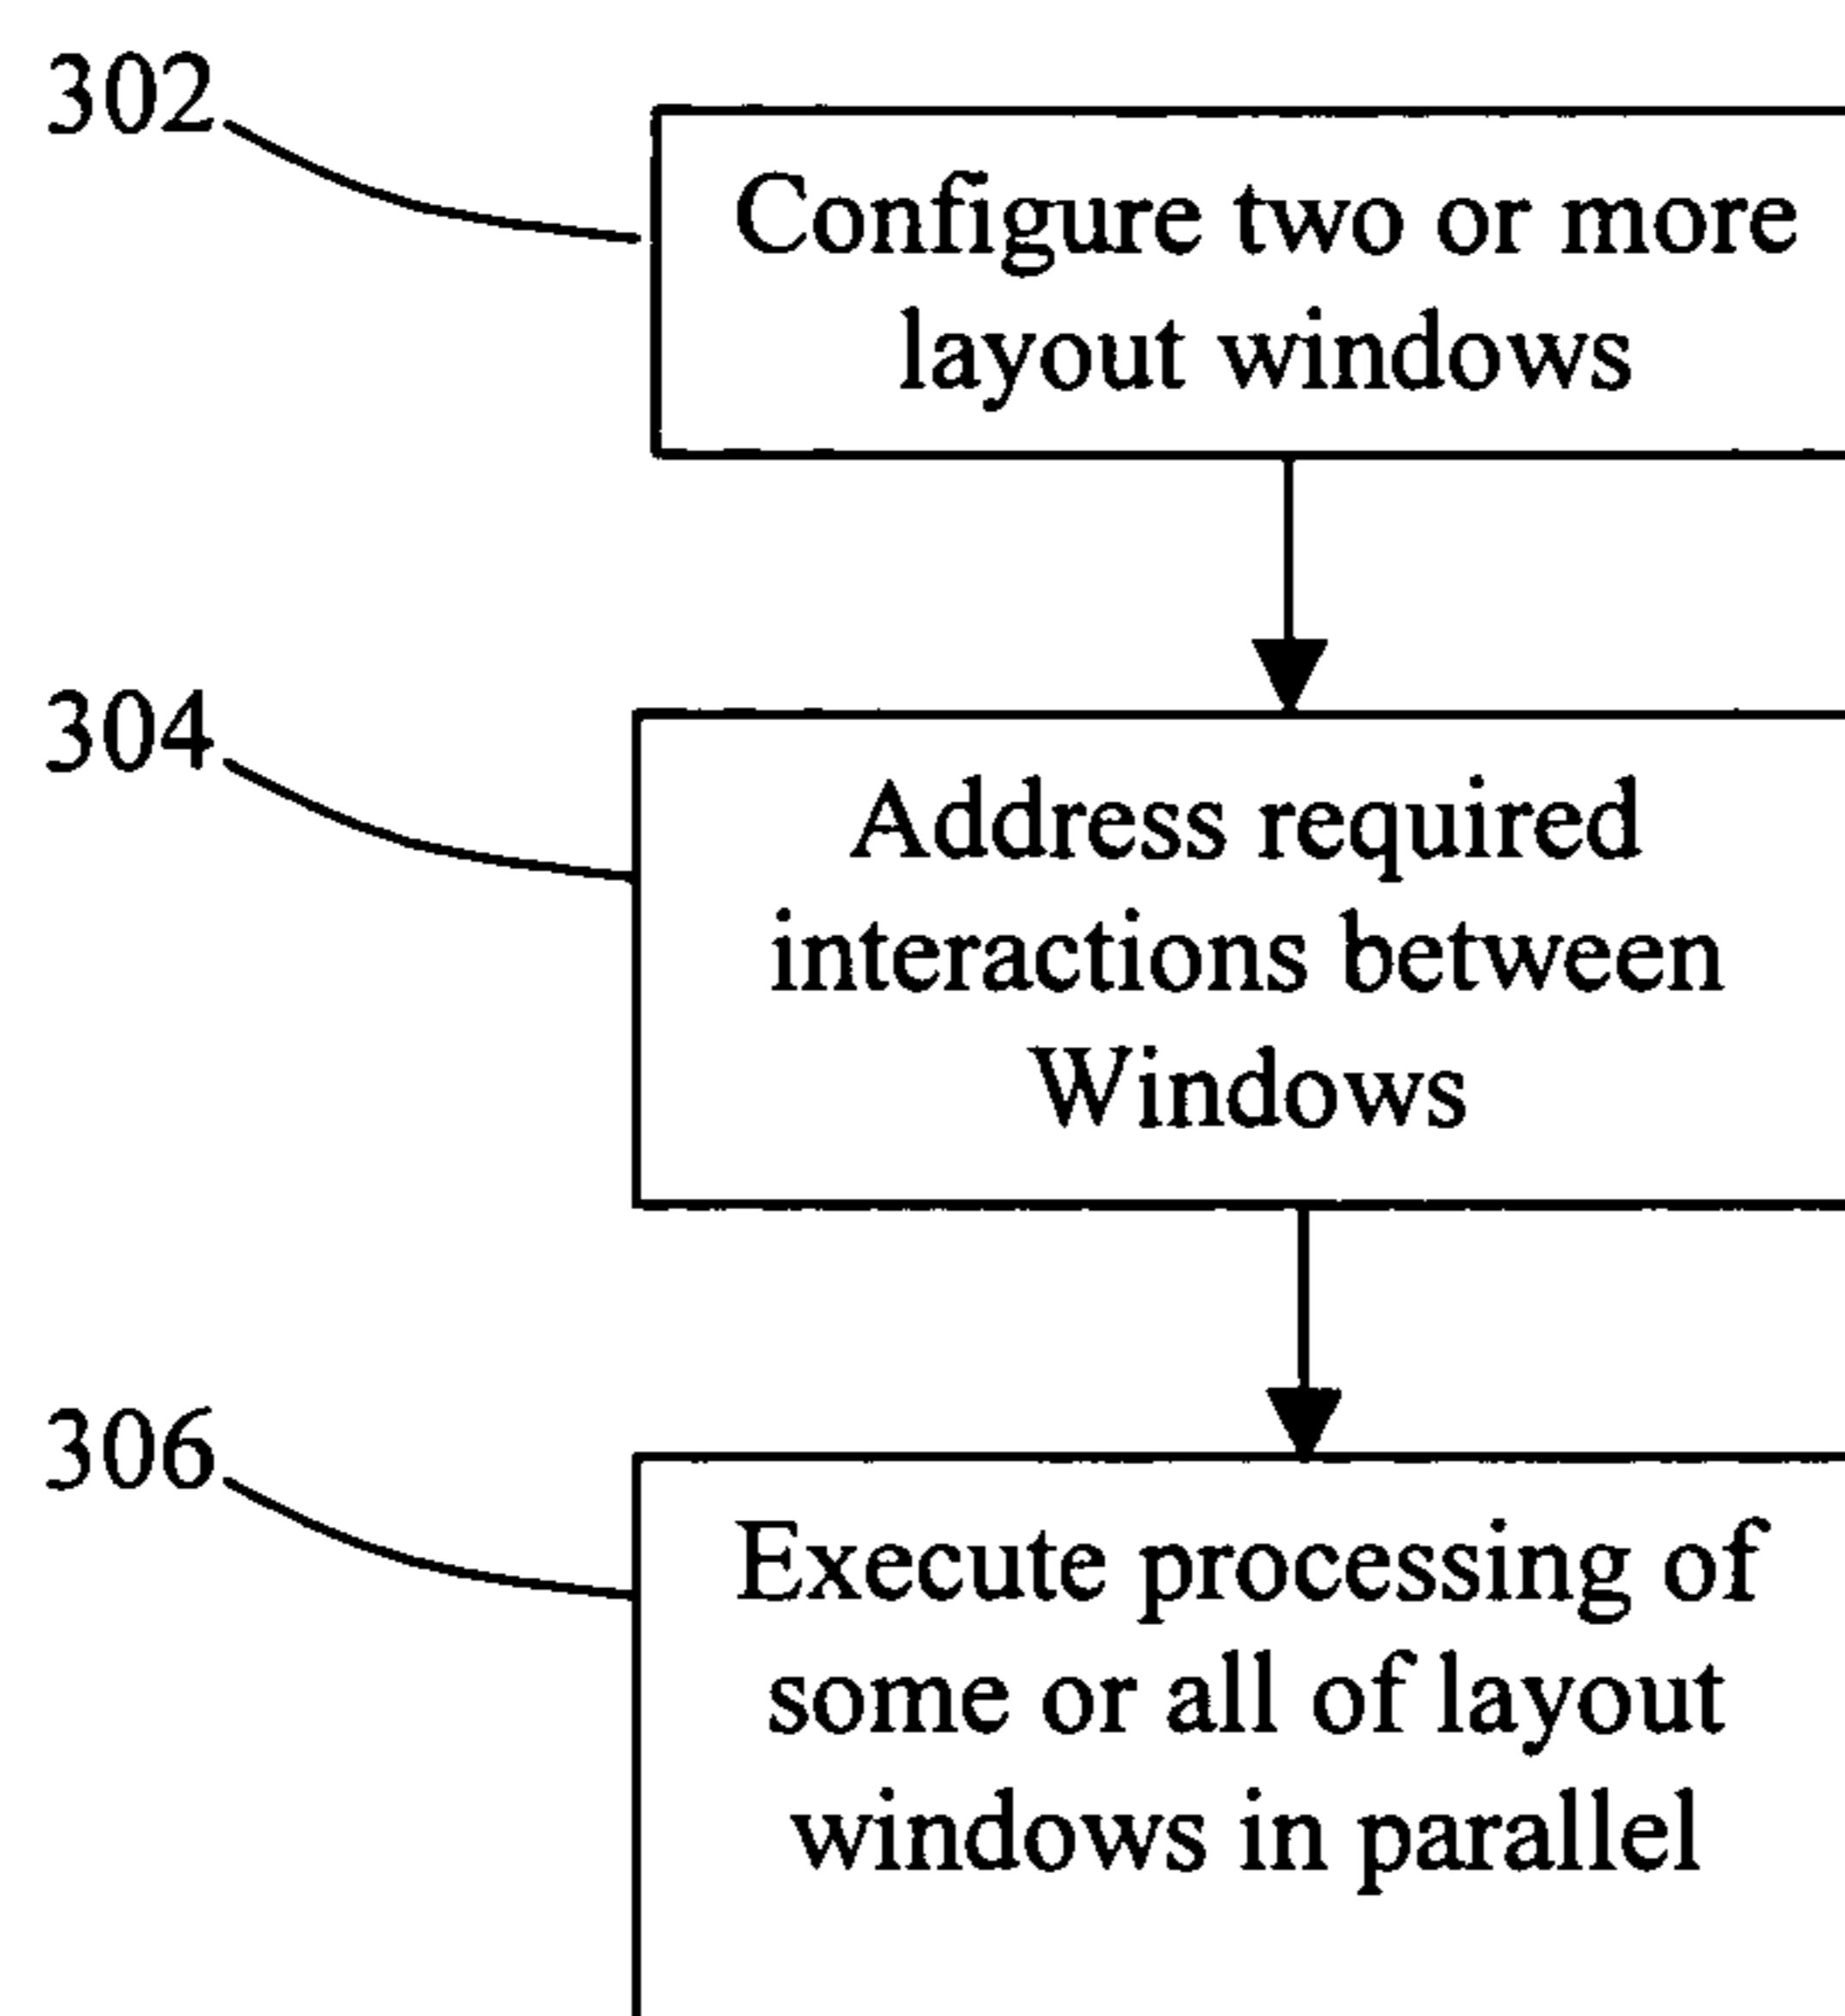 302
Configure two or more
layout windows
304
Address required
interactions between
Windows
306
Execute processing of
some or all of layout
windows in parallel